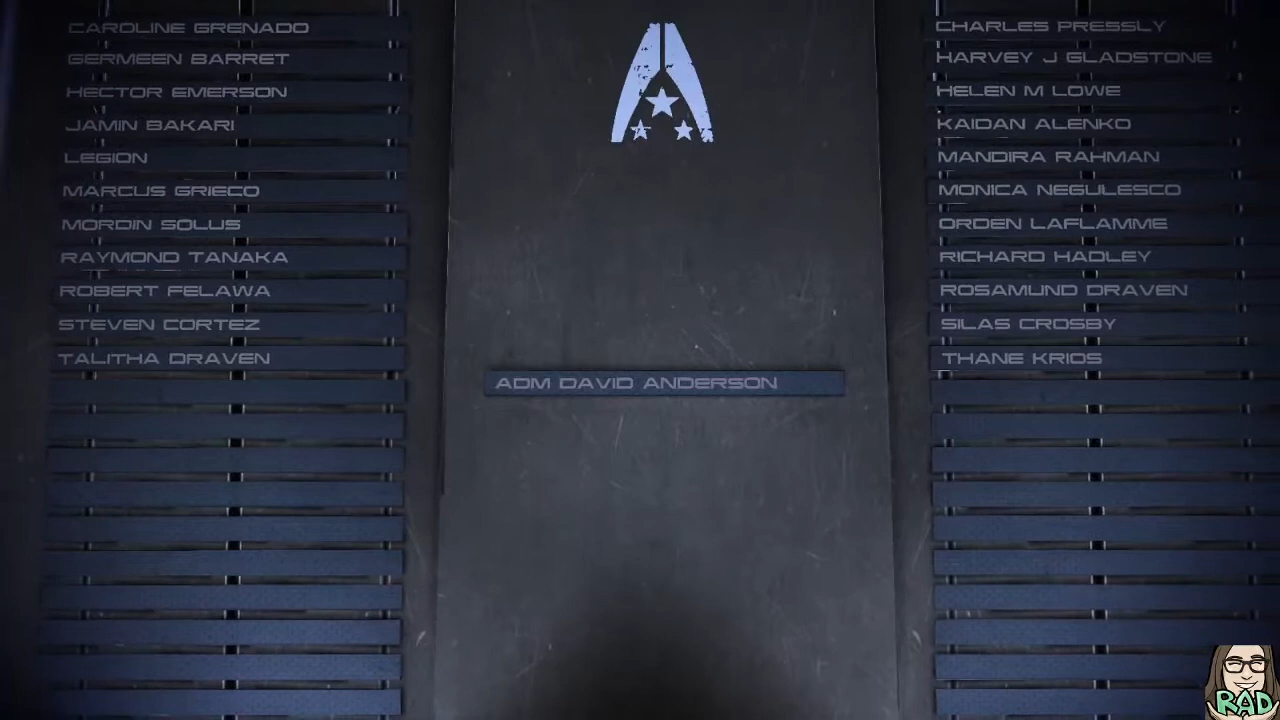 CAROLINE GRENADO
GERMEEN BARRET
HECTOR EMERSON
JAMIN BAKARI
LEGION
MARCUS GRIECO
MORDIN SOLUS
RAYMOND TANAKA
ROBERT FELAWA
STEVEN CORTEZ
TALITHA DRAVEN
ADM DAVID ANDERSON
CHARLES PRESSLY
HARVEY J GLADSTONE
HELEN M LOWE
KAIDAN ALENKO
MANDIRA RAHMAN
MONICA NEGULESCO
ORDEN LAFLAMME
RICHARD HADLEY
ROSAMUND DRAVEN
SILAS CROSBY
THANE KRIOS
RAD